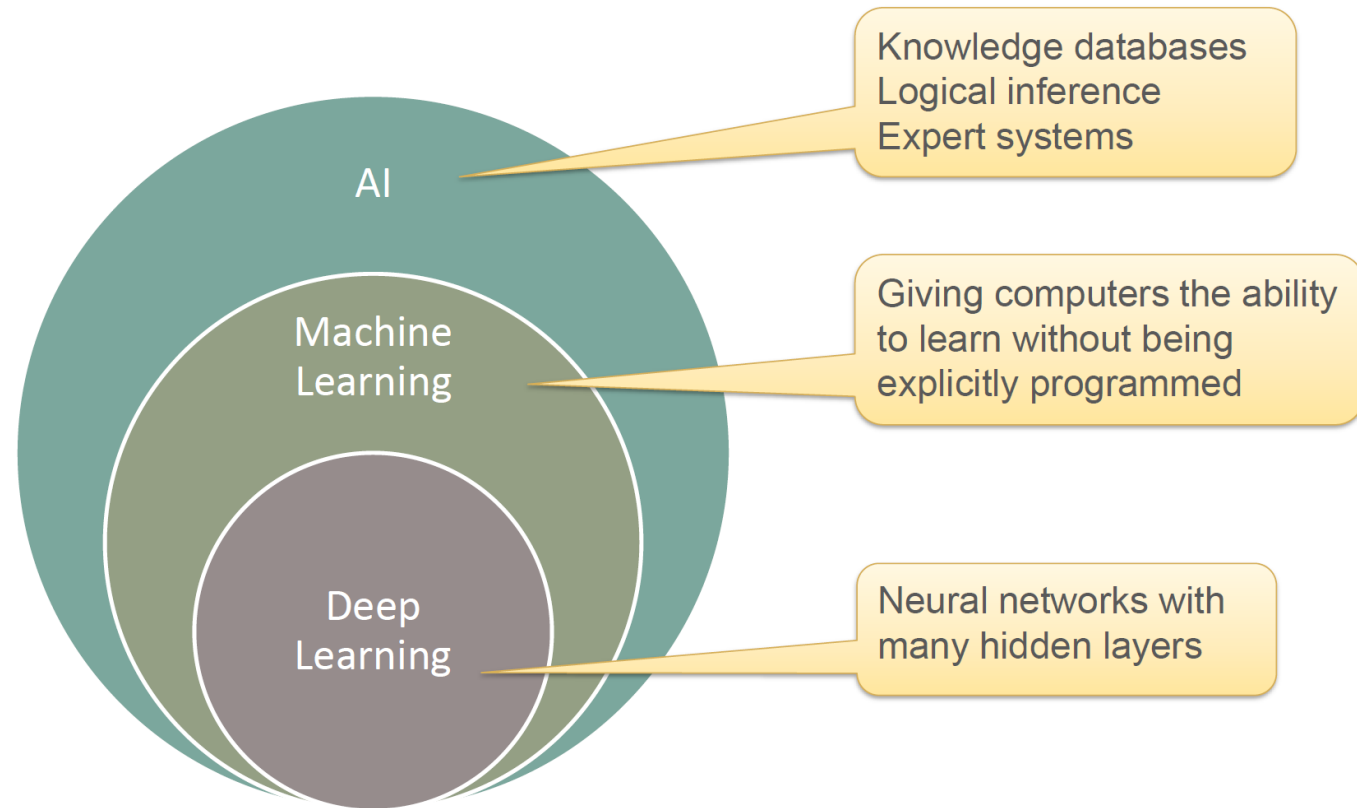 Knowledge databases
Logical inference
Expert systems
AI
Giving computers the ability
to learn without being
explicitly programmed
Machine
Learning
Neural networks with
many hidden layers
Deep
Learning